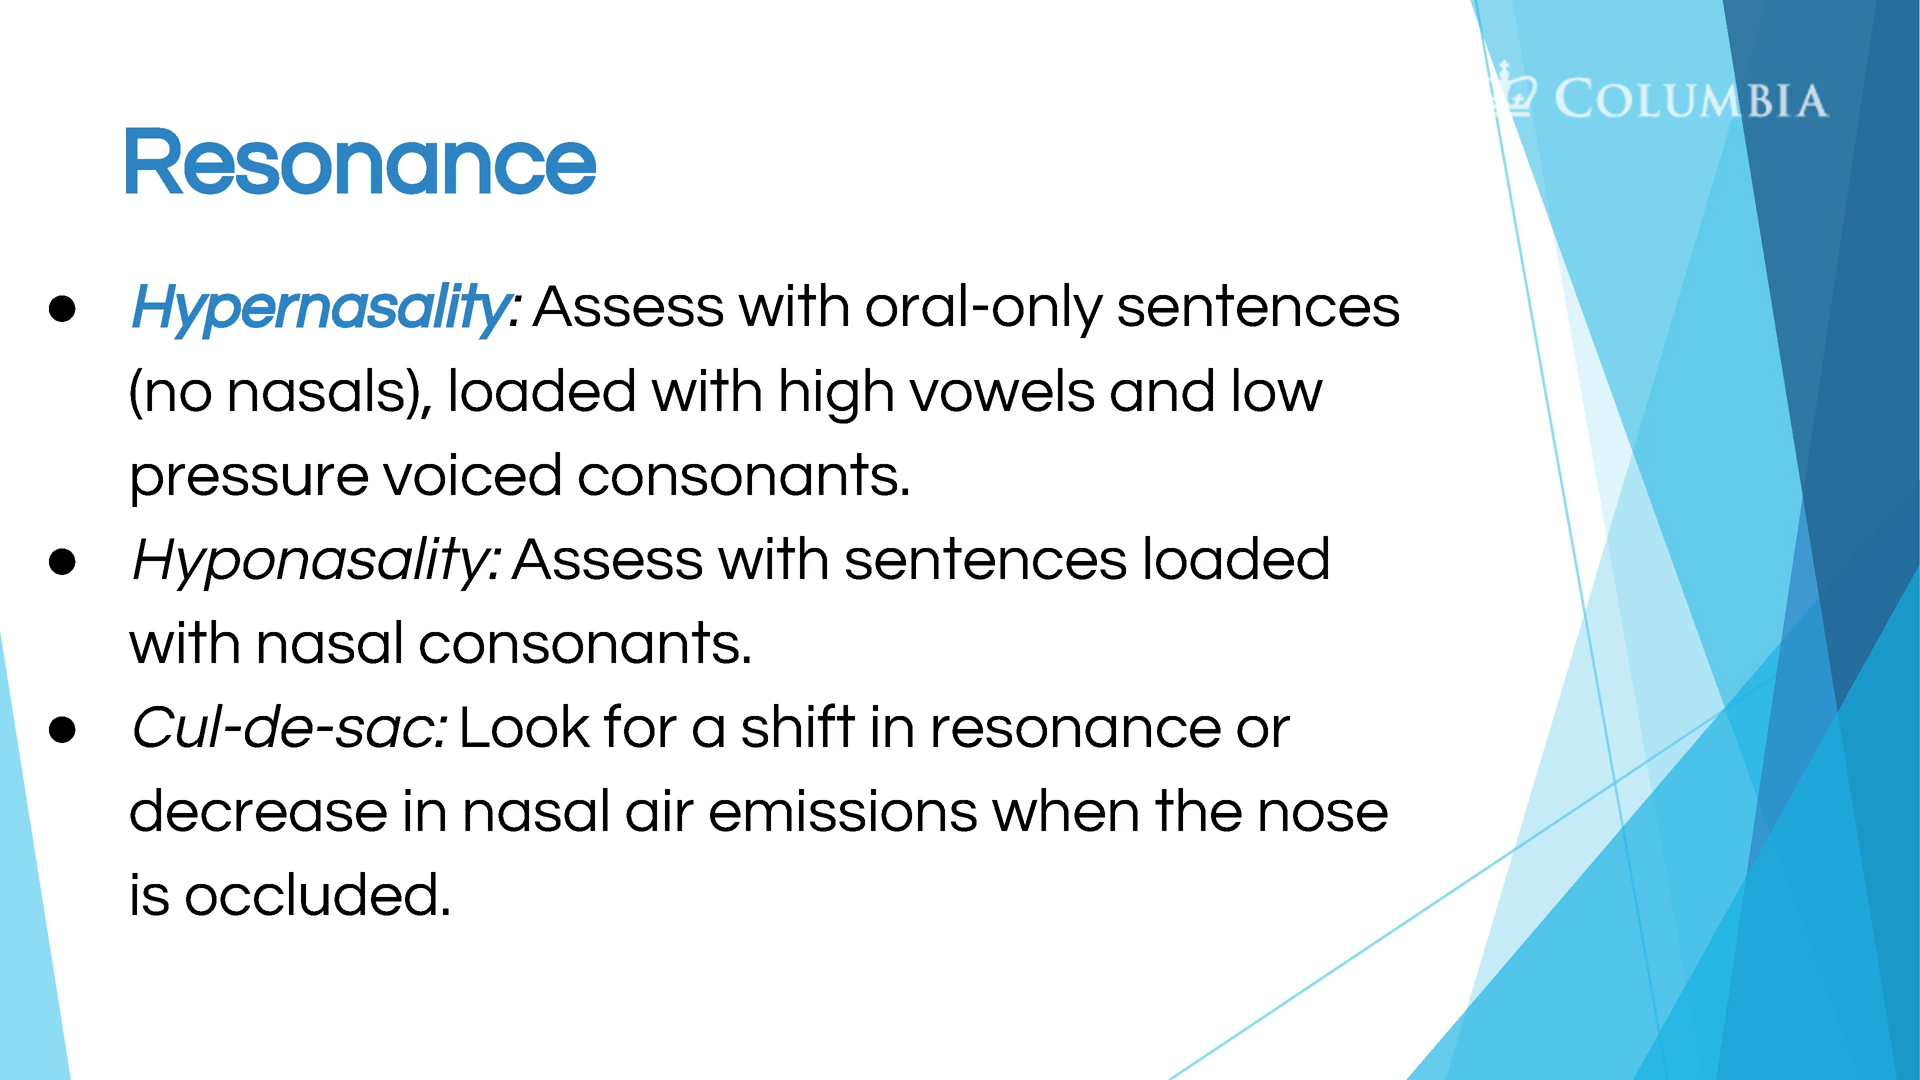 COLUMBIA
Resonance
● Hypernasality: Assess with oral-only sentences
(no nasals), loaded with high vowels and low
pressure voiced consonants.
● Hyponasality: Assess with sentences loaded
with nasal consonants.
● Cul-de-sac: Look for a shift in resonance or
decrease in nasal air emissions when the nose
is occluded.